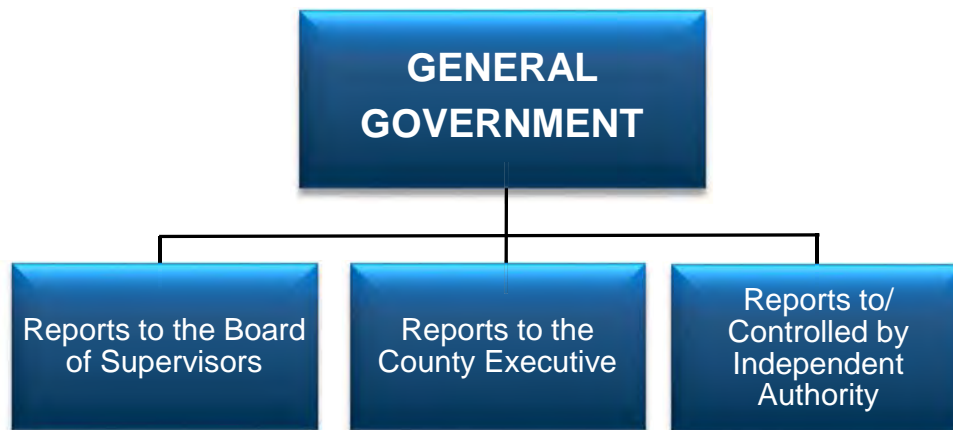 GENERAL
GOVERNMENT
Reports to the Board
of Supervisors
Reports to the
County Executive
Reports to/
Controlled by
Independent
Authority